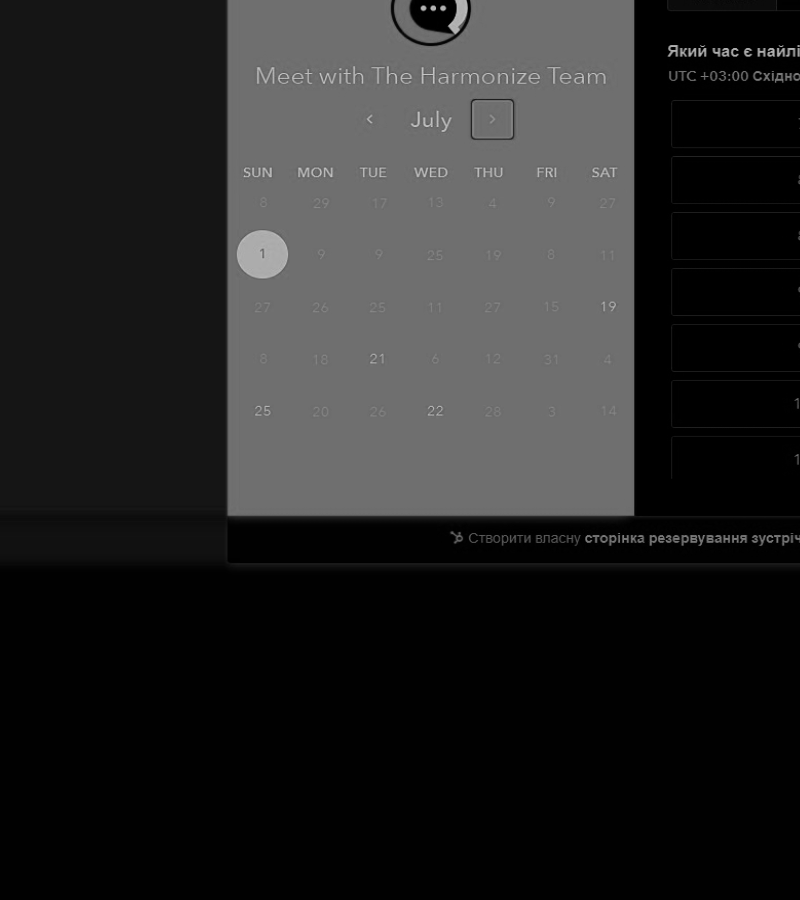 Meet with The Harmonize Team
July
SUN MON TUE WED THU FRI SAT
8 29 17 13 4 9 27
1 9 9 25 19 8 11
27 26 25 11 27 15 19
8 18 21 6 12 31 4
25 20 26 22 28 3 14
Який час є найлі
UTC +03:00 Східно
Створити власну сторінка резервування зустріч